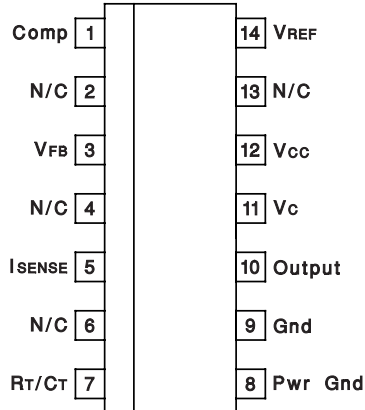 Comp 1 14 VREF
N/C 2 13 N/C
VFB 3 12 VCC
N/C 4 11 VC
ISENSE 5 10 Output
N/C 6 9 Gnd
RT/CT 7 8 Pwr Gnd